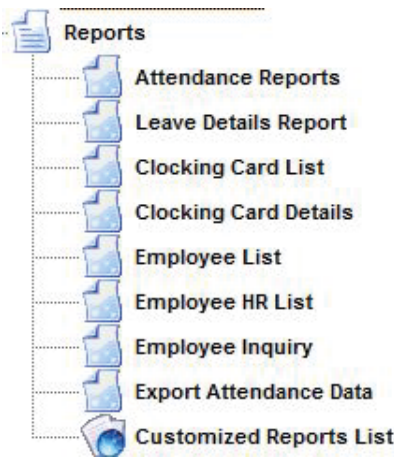 Reports
Attendance Reports
Leave Details Report
Clocking Card List
Clocking Card Details
Employee List
Employee HR List
Employee Inquiry
Export Attendance Data
Customized Reports List